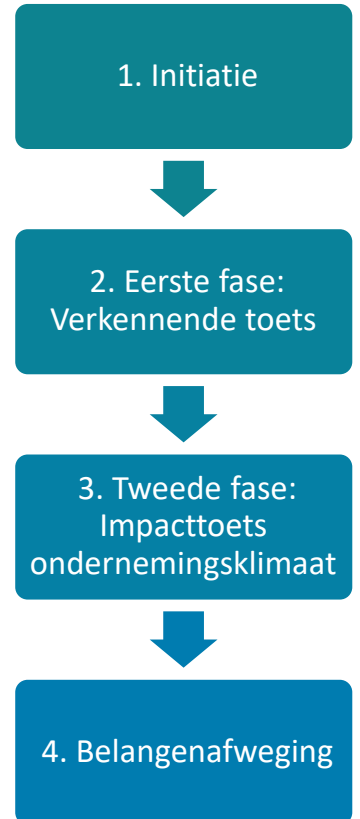 1. Initiatie
2. Eerste fase:
Verkennende toets
3. Tweede fase:
Impacttoets
ondernemingsklimaat
4. Belangenafweging